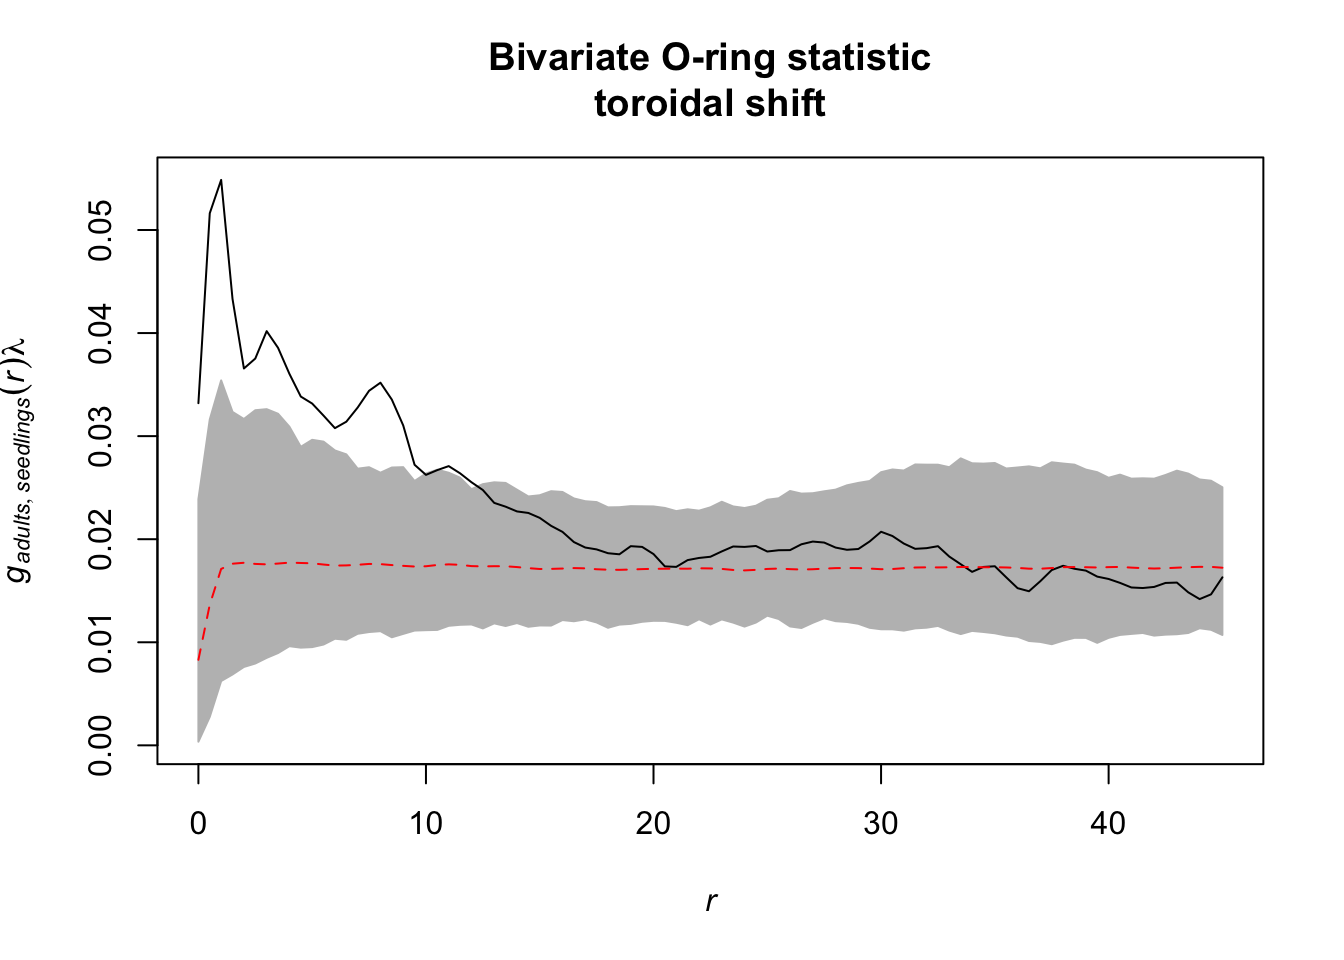 Bivariate O-ring statistic
toroidal shift
g adults, seedlings (r)λ
0.05
0.04
0.03
0.02
0.01
0.00
0 10 20 30 40
r